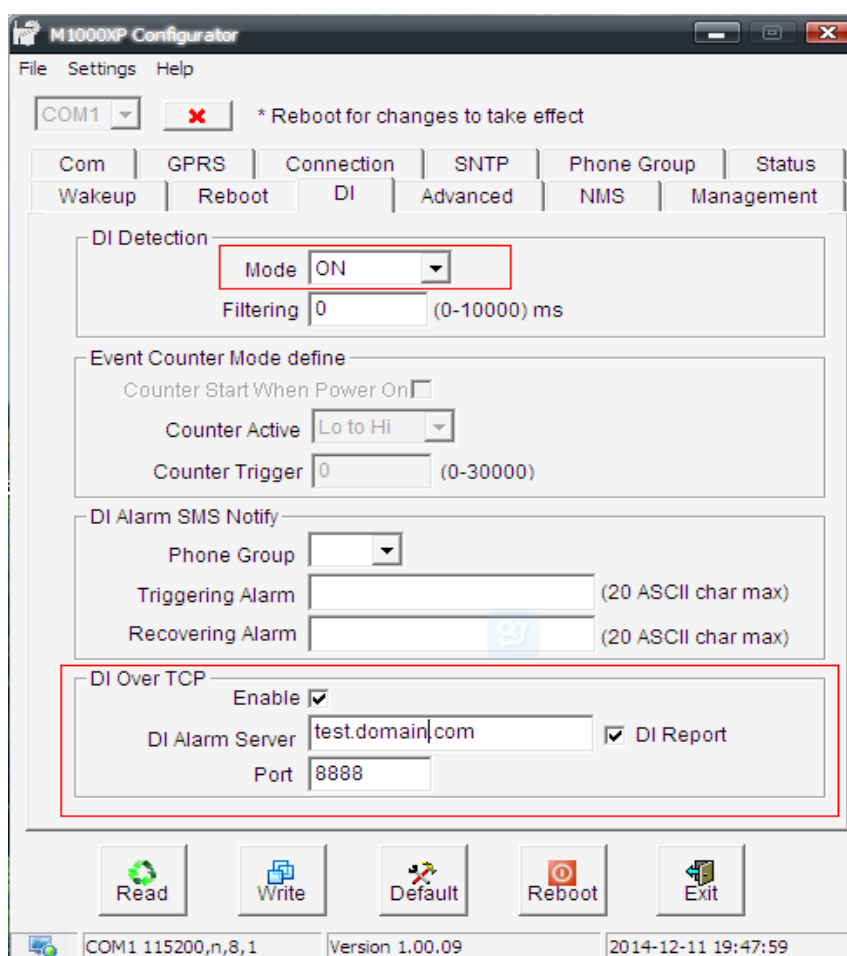 M1000XP Configurator
File Settings Help
COM1 * Reboot for changes to take effect
Com GPRS Connection SNTP Phone Group Status
Wakeup Reboot DI Advanced NMS Management
DI Detection
Mode ON
Filtering 0 (0-10000) ms
Event Counter Mode define
Counter Start When Power On
Counter Active Lo to Hi
Counter Trigger 0 (0-30000)
DI Alarm SMS Notify
Phone Group
Triggering Alarm (20 ASCII char max)
Recovering Alarm (20 ASCII char max)
DI Over TCP
Enable
DI Alarm Server test.domain.com DI Report
Port 8888
Read Write Default Reboot Exit
COM1 115200,n,8,1 Version 1.00.09 2014-12-11 19:47:59